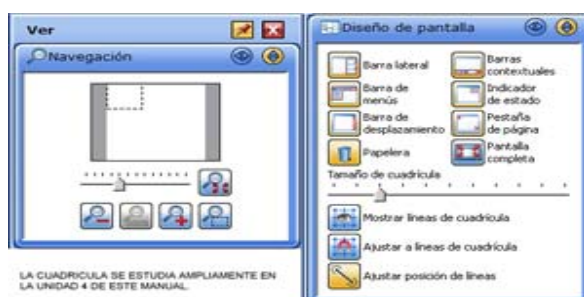 Ver
Navegación
LA CUADRICULA SE ESTUDIA AMPLIAMENTE EN
LA UNIDAD 4 DE ESTE MANUAL.
Diseño de pantalla
Barra lateral
Barras
contextuales
Barra de
menús
Indicador
de estado
Barra de
desplazamiento
Pestaña
de página
Papelera
Pantalla
completa
Tamaño de cuadrícula
Mostrar líneas de cuadrícula
Ajustar a líneas de cuadrícula
Ajustar posición de líneas